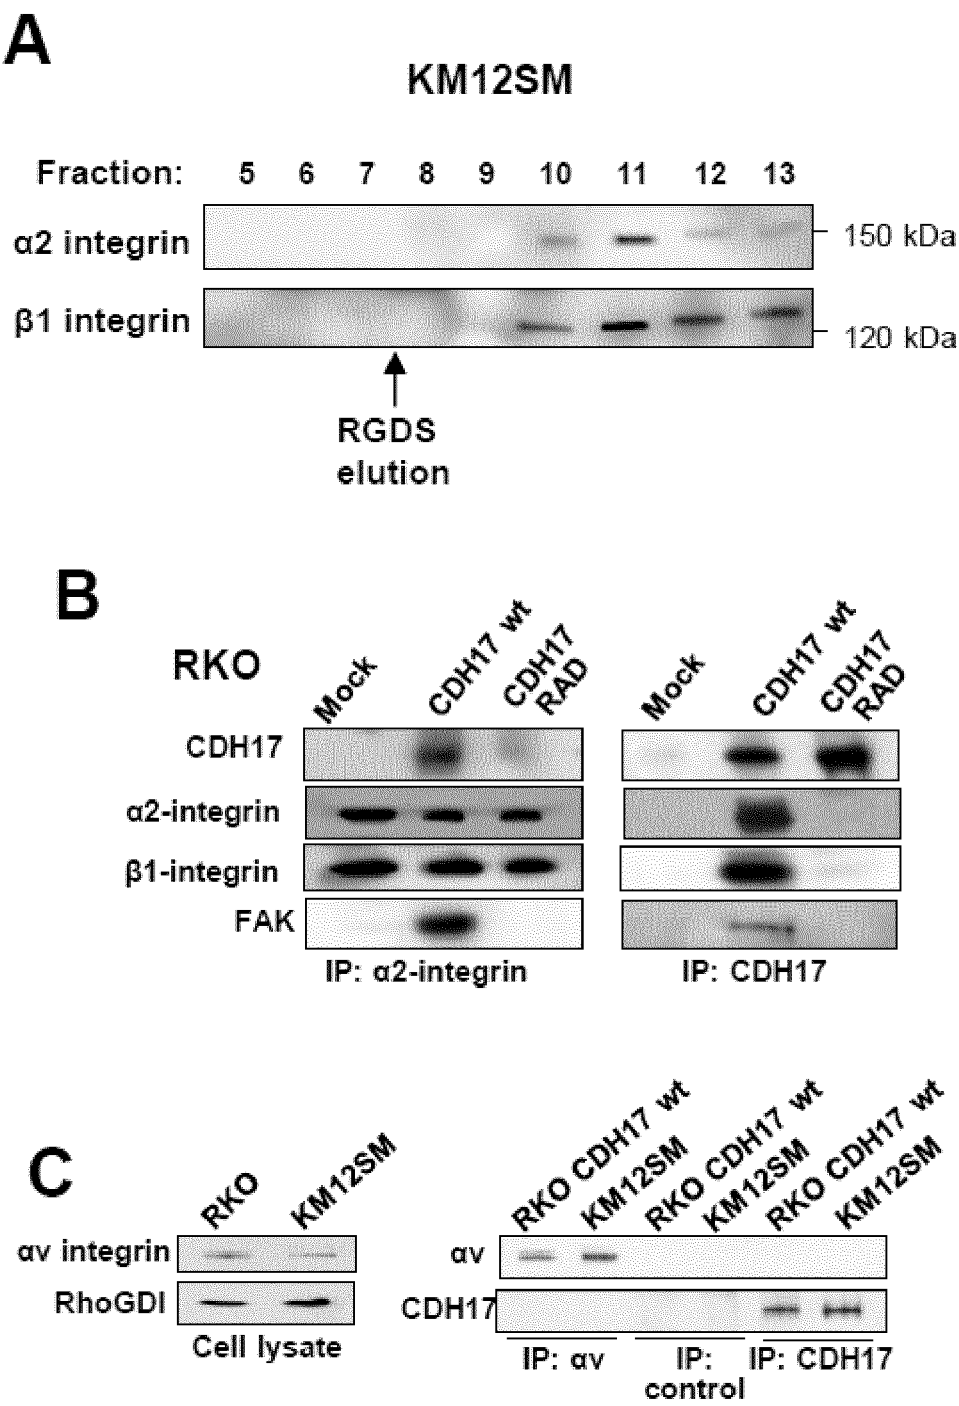 A
KM12SM
Fraction: 5 6 7 8 9 10 11 12 13
α2 integrin
150 kDa
β1 integrin
120 kDa
RGDS
elution
B
RKO
Mock
CDH17 wt
CDH17
RAD
Mock
CDH17 wt
CDH17
RAD
CDH17
α2-integrin
β1-integrin
FAK
IP: α2-integrin
IP: CDH17
C
RKO
KM12SM
RKO CDH17 wt
KM12SM
RKO CDH17 wt
KM12SM
RKO CDH17 wt
KM12SM
αv integrin
RhoGDI
Cell lysate
αv
CDH17
IP: αv
IP:
control
IP: CDH17